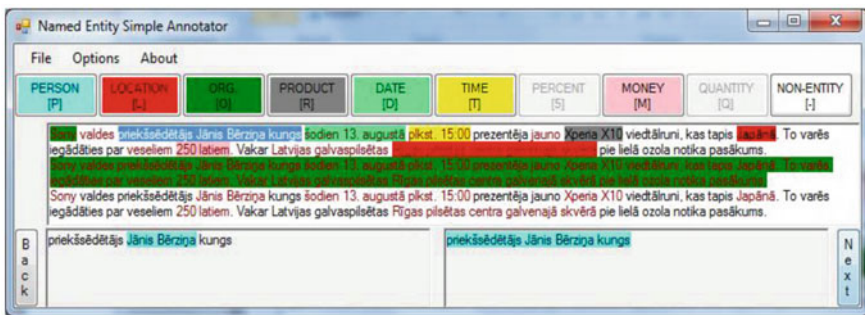 Named Entity Simple Annotator
File Options About
PERSON [P] LOCATION [L] ORG. [O] PRODUCT [R] DATE [D] TIME [T] PERCENT [5] MONEY [M] QUANTITY [Q] NON-ENTITY [-]
Sony valdes priekšsēdētājs Jānis Bērziņa kungs šodien 13. augustā plkst. 15:00 prezentēja jauno Xperia X10 viedtālruni, kas tapis Japānā. To varēs
iegādāties par veseliem 250 latiem. Vakar Latvijas galvaspilsētas pie lielā ozola notika pasākums.
Sony valdes priekšsēdētājs Jānis Bērziņa kungs šodien 13. augustā plkst. 15:00 prezentēja jauno Xperia X10 viedtālruni, kas tapis Japānā. To varēs
iegādāties par veseliem 250 latiem. Vakar Latvijas galvaspilsētas Rīgas pilsētas centra galvenajā skvērā pie lielā ozola notika pasākums.
Sony valdes priekšsēdētājs Jānis Bērziņa kungs šodien 13. augustā plkst. 15:00 prezentēja jauno Xperia X10 viedtālruni, kas tapis Japānā. To varēs
iegādāties par veseliem 250 latiem. Vakar Latvijas galvaspilsētas Rīgas pilsētas centra galvenajā skvērā pie lielā ozola notika pasākums.
Back priekšsēdētājs Jānis Bērziņa kungs priekšsēdētājs Jānis Bērziņa kungs Next